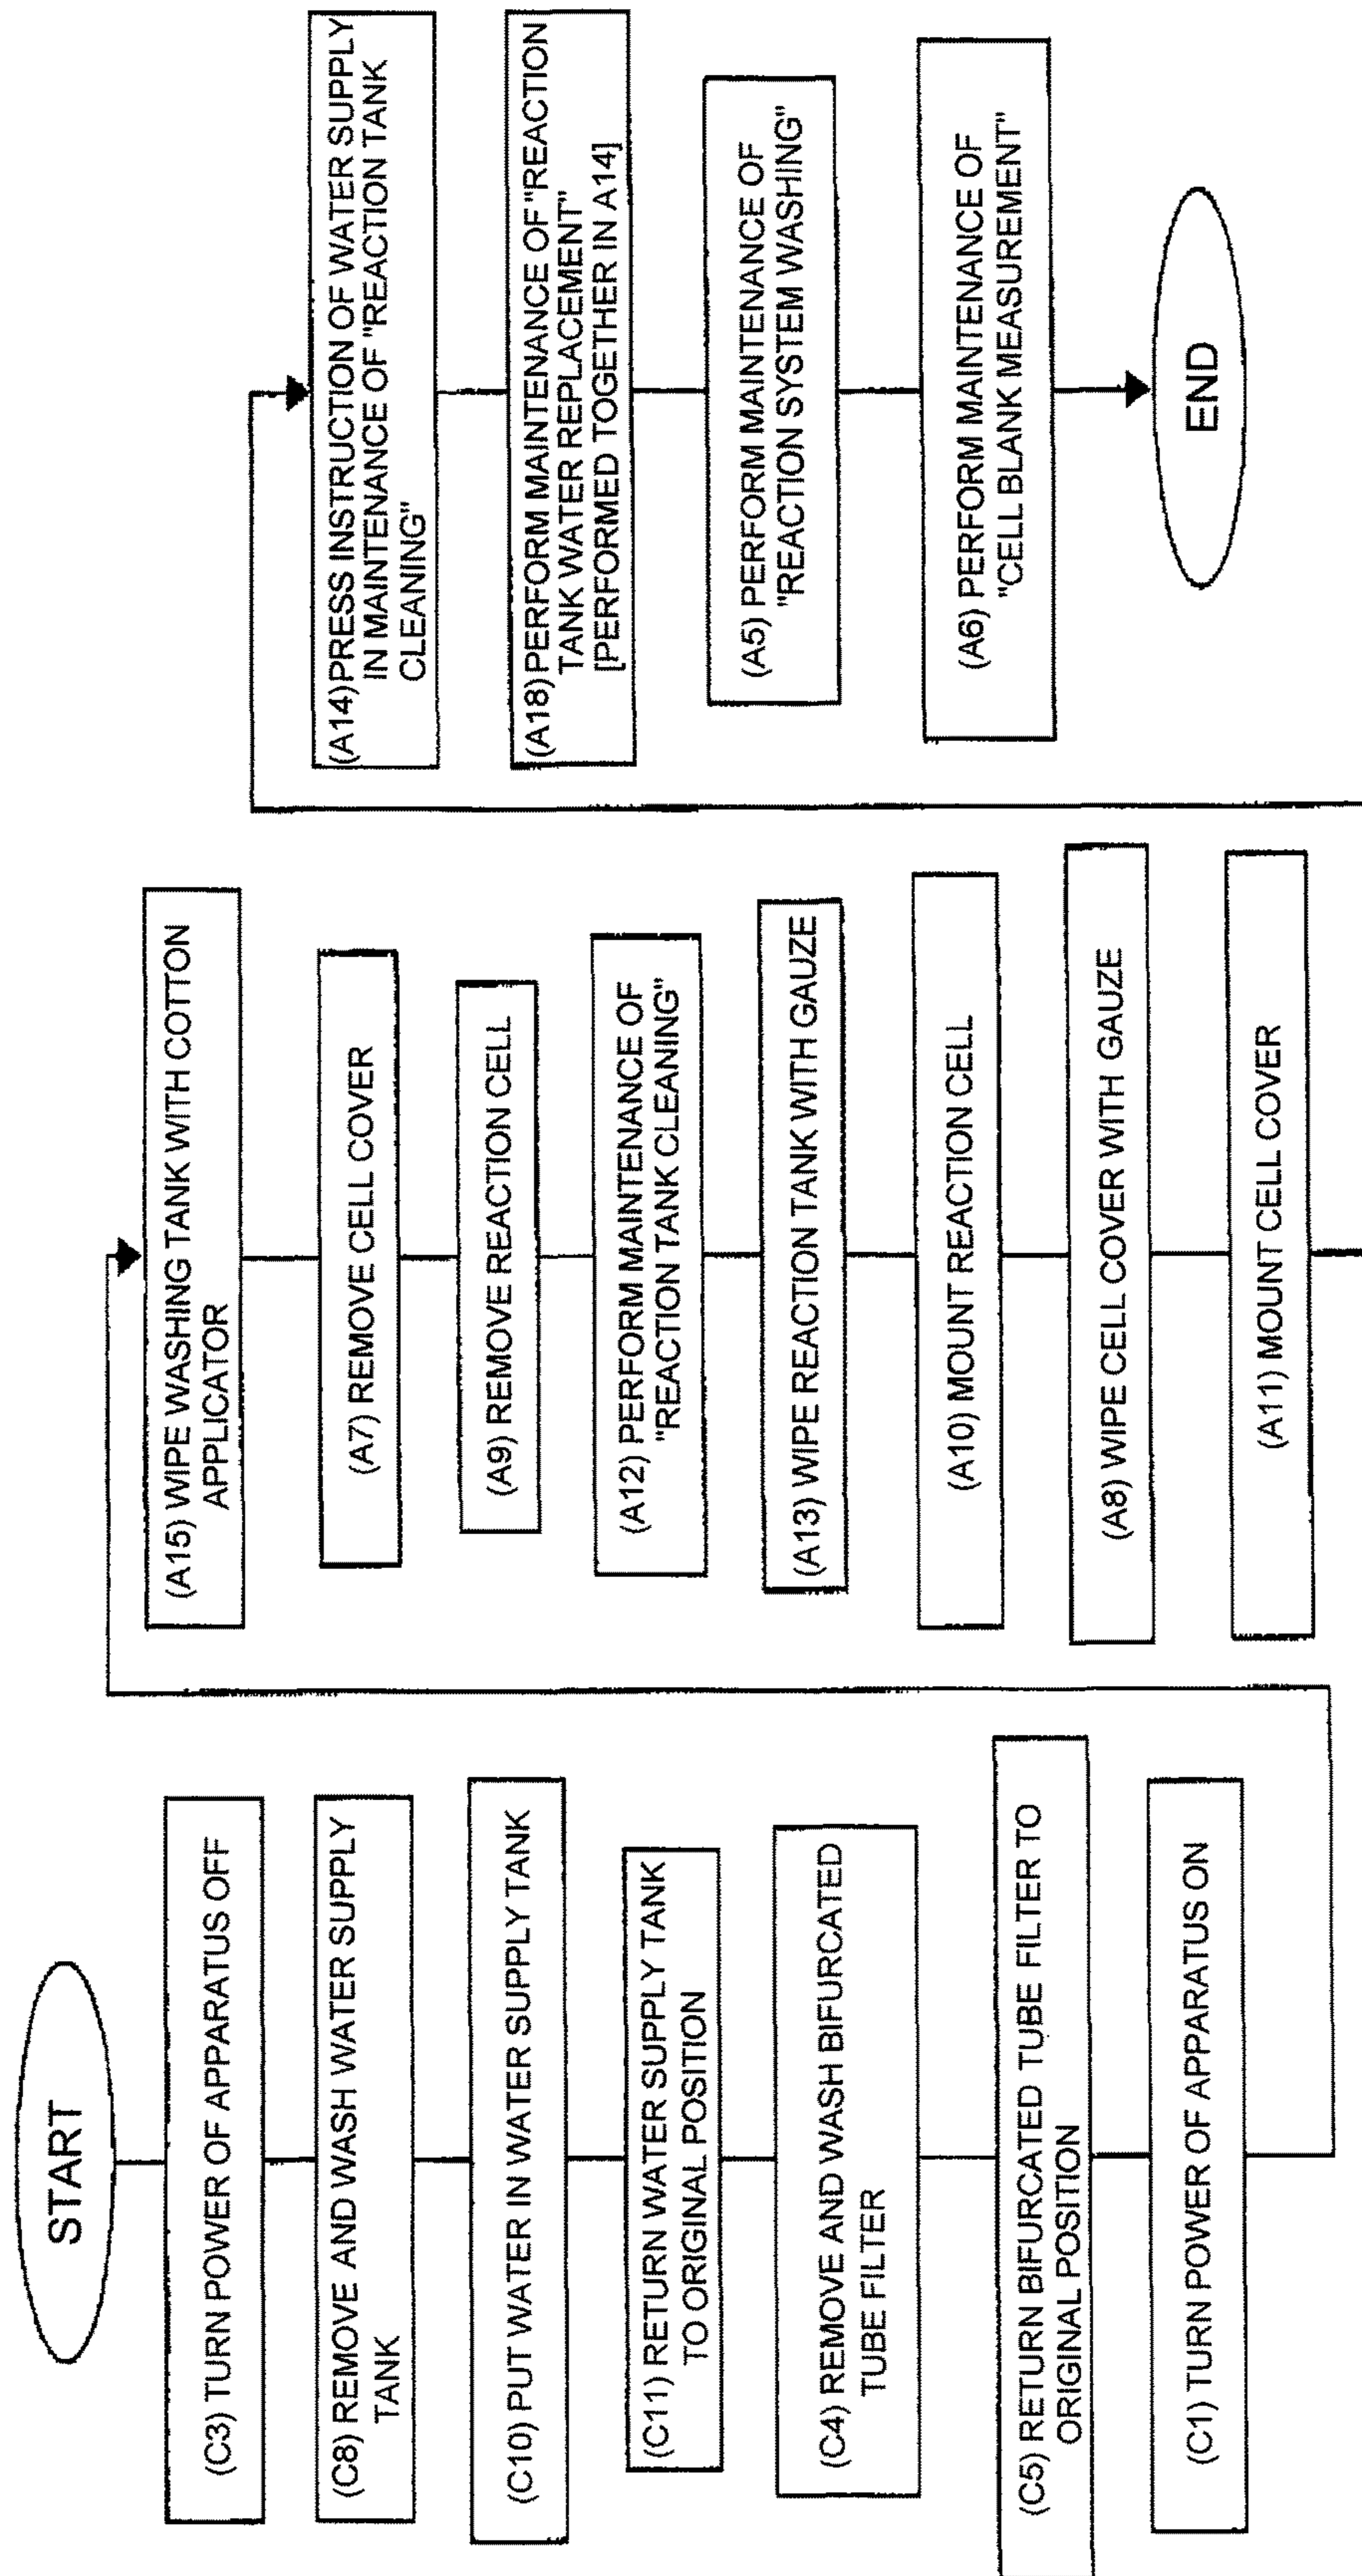 START
(C3) TURN POWER OF APPARATUS OFF
(C8) REMOVE AND WASH WATER SUPPLY
TANK
(C10) PUT WATER IN WATER SUPPLY TANK
(C11) RETURN WATER SUPPLY TANK
TO ORIGINAL POSITION
(C4) REMOVE AND WASH BIFURCATED
TUBE FILTER
(C5) RETURN BIFURCATED TUBE FILTER TO
ORIGINAL POSITION
(C1) TURN POWER OF APPARATUS ON
(A15) WIPE WASHING TANK WITH COTTON
APPLICATOR
(A7) REMOVE CELL COVER
(A9) REMOVE REACTION CELL
(A12) PERFORM MAINTENANCE OF
"REACTION TANK CLEANING"
(A13) WIPE REACTION TANK WITH GAUZE
(A10) MOUNT REACTION CELL
(A8) WIPE CELL COVER WITH GAUZE
(A11) MOUNT CELL COVER
(A14)PRESS INSTRUCTION OF WATER SUPPLY
IN MAINTENANCE OF "REACTION TANK
CLEANING"
(A18)PERFORM MAINTENANCE OF "REACTION
TANK WATER REPLACEMENT"
[PERFORMED TOGETHER IN A14]
(A5) PERFORM MAINTENANCE OF
"REACTION SYSTEM WASHING"
(A6) PERFORM MAINTENANCE OF
"CELL BLANK MEASUREMENT"
END